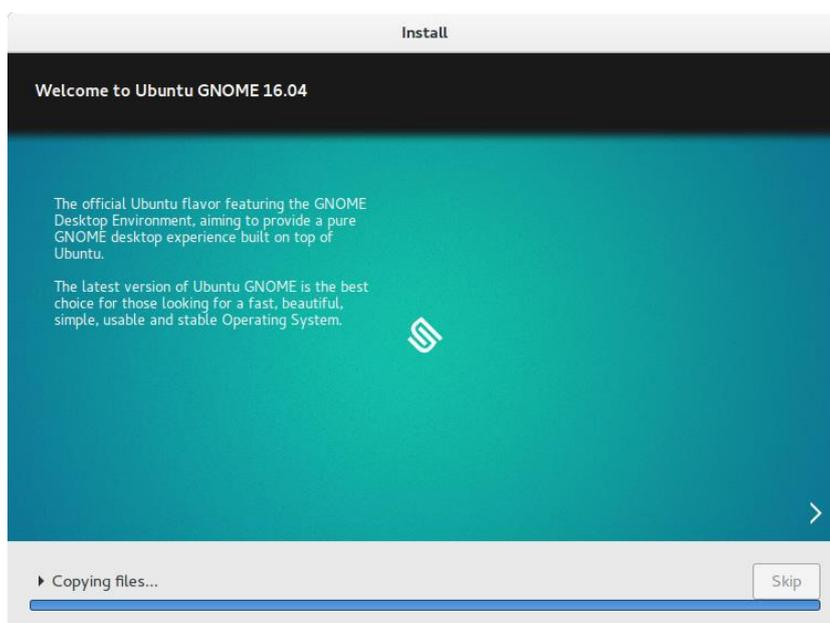 Install
Welcome to Ubuntu GNOME 16.04
The official Ubuntu flavor featuring the GNOME
Desktop Environment, aiming to provide a pure
GNOME desktop experience built on top of
Ubuntu.
The latest version of Ubuntu GNOME is the best
choice for those looking for a fast, beautiful,
simple, usable and stable Operating System.
Copying files...
Skip